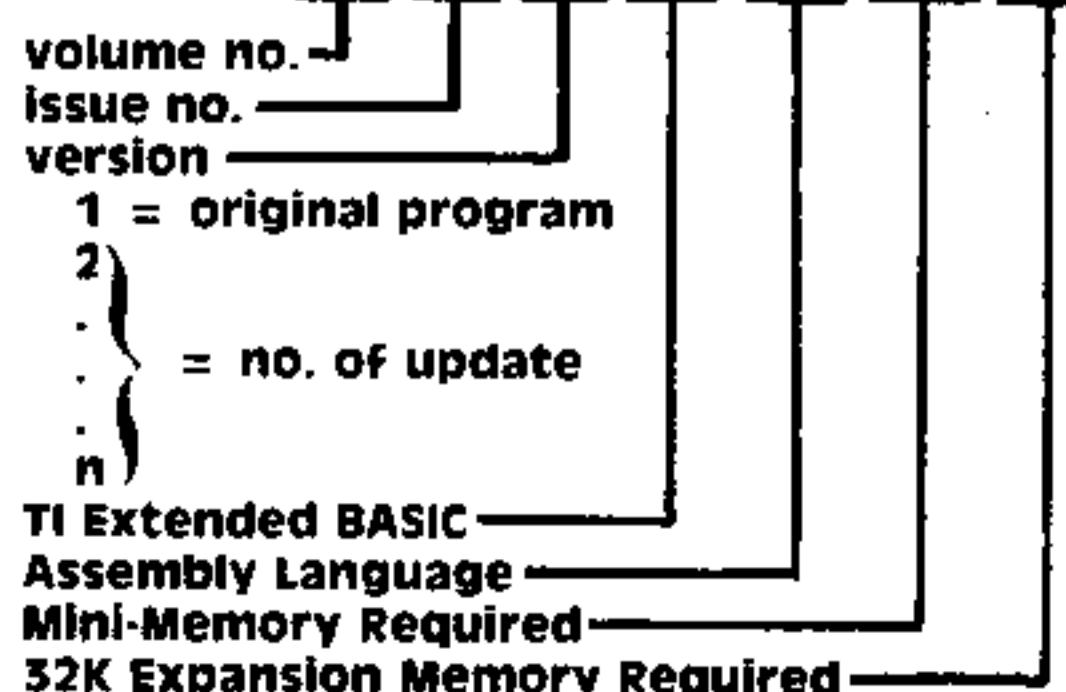 volume no.
issue no.
version
1 = original program
2
.
. = no. of update
.
n
TI Extended BASIC
Assembly Language
Mini-Memory Required
32K Expansion Memory Required